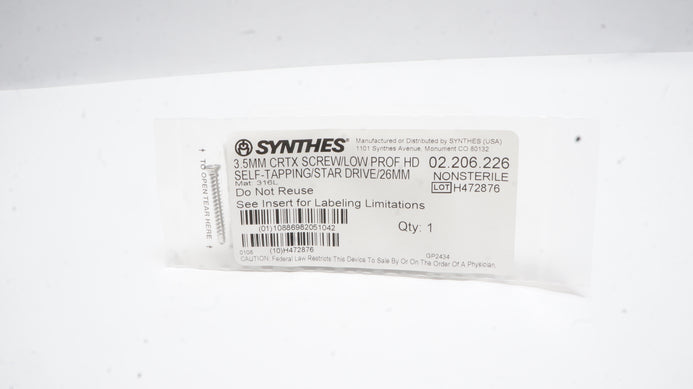 SYNTHES®
Manufactured or Distributed by SYNTHES (USA)
1101 Synthes Avenue, Monument CO 80132
3.5MM CRTX SCREW/LOW PROF HD
SELF-TAPPING/STAR DRIVE/26MM
02.206.226
NONSTERILE
LOT H472876
Mat: 316L
Do Not Reuse
See Insert for Labeling Limitations
(01)10886982051042
Qty: 1
(10)H472876
0105
GP2434
CAUTION: Federal Law Restricts This Device To Sale By Or On The Order Of A Physician.
↑ TO OPEN TEAR HERE ↑